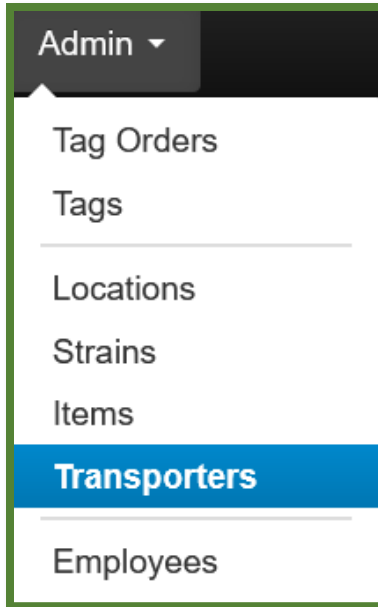 Admin
Tag Orders
Tags
Locations
Strains
Items
Transporters
Employees